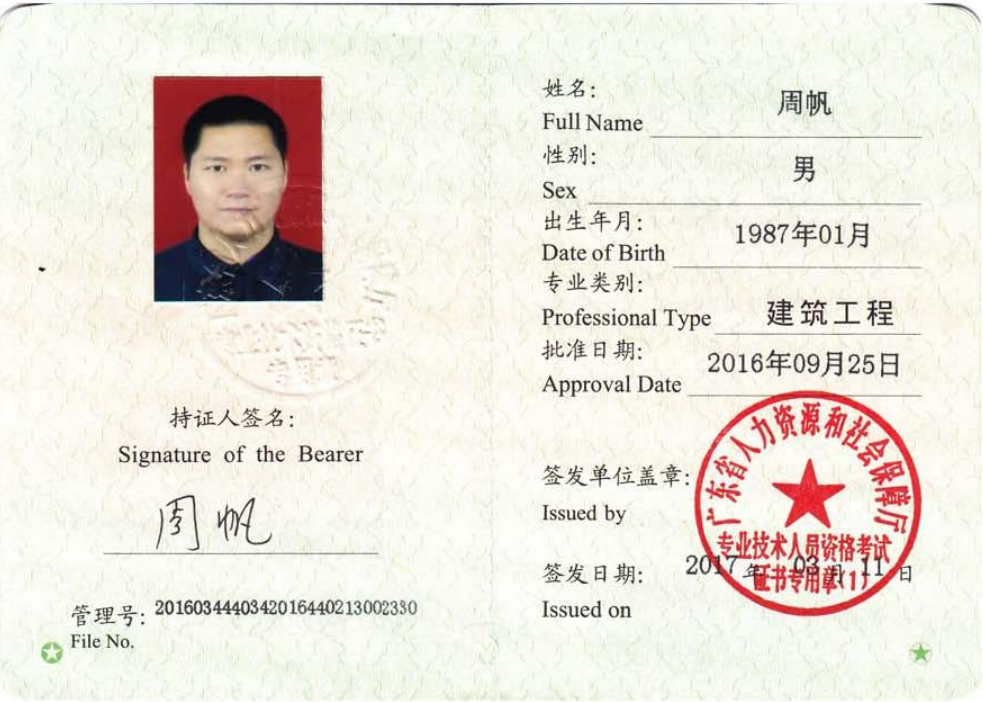 持证人签名:
Signature of the Bearer
周帆
管理号: 2016034440342016440213002330
File No.
姓名: 周帆
Full Name
性别: 男
Sex
出生年月: 1987年01月
Date of Birth
专业类别:
Professional Type 建筑工程
批准日期: 2016年09月25日
Approval Date
签发单位盖章:
Issued by
广东省人力资源和社会保障厅
专业技术人员资格考试
证书专用章(1)
签发日期: 2017年03月11日
Issued on